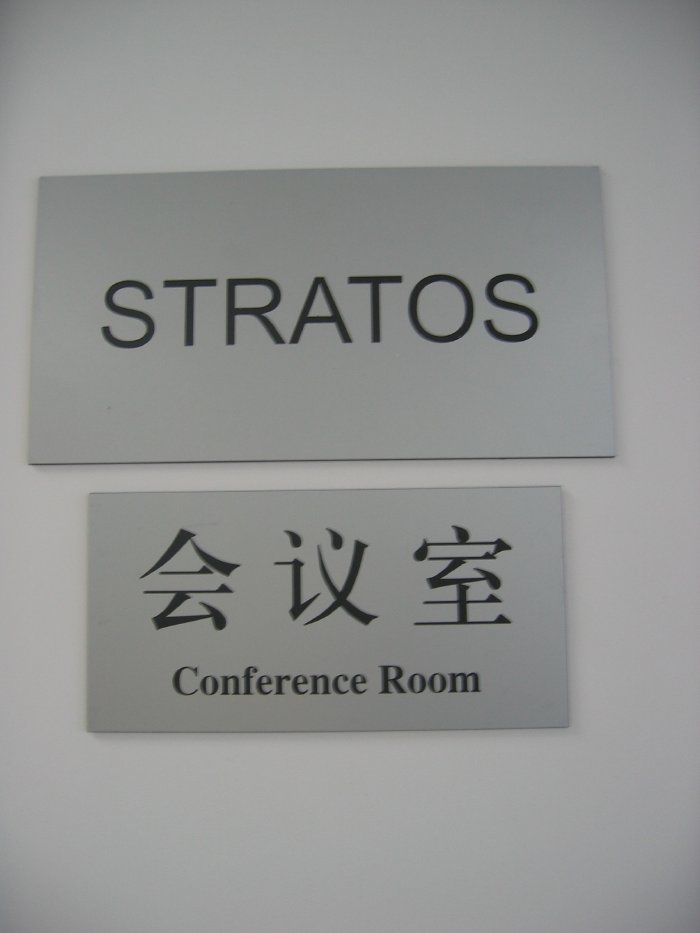 STRATOS
会议室
Conference Room